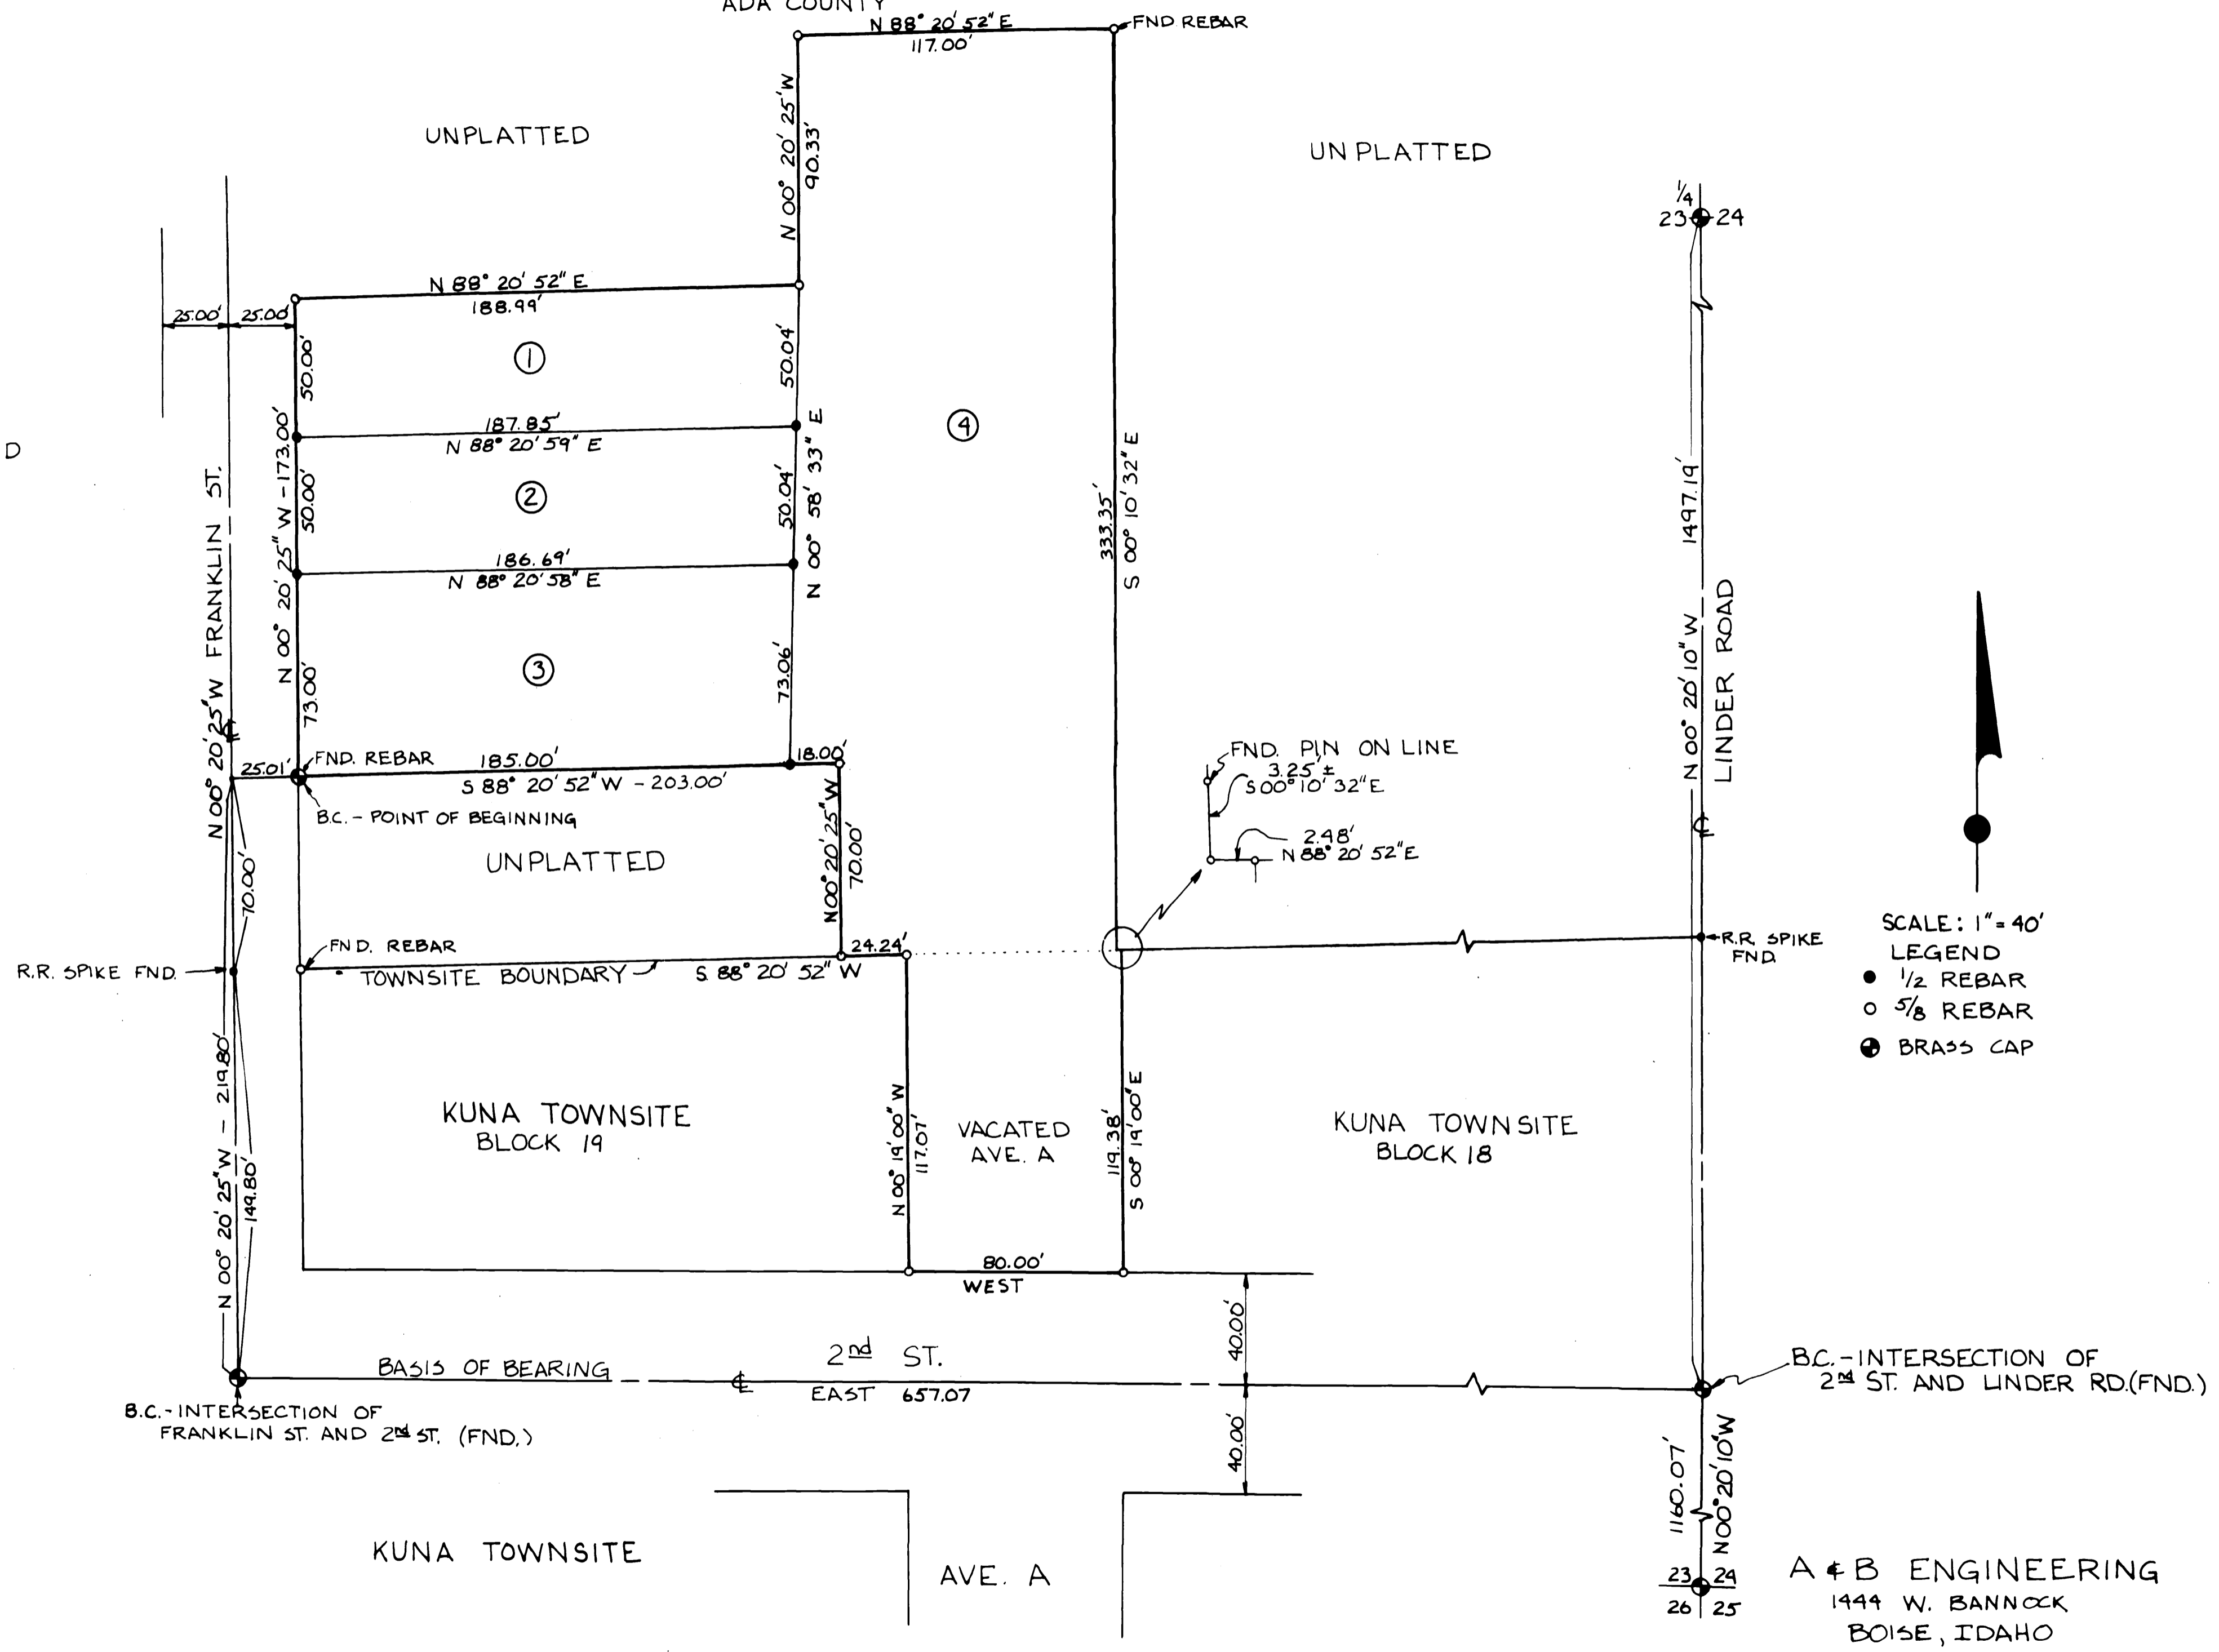 ADA COUNTY
N 88° 20' 52" E
117.00'
FND REBAR
N 00° 20' 25" W
90.33'
UNPLATTED
UNPLATTED
1/4
23 24
N 88° 20' 52" E
188.99'
25.00' 25.00'
50.00'
1
50.04'
187.85'
N 88° 20' 59" E
4
N 00° 20' 25" W - 173.00'
50.00'
2
50.04'
N 00° 58' 33" E
333.35'
S 00° 10' 32" E
1497.19'
D
186.69'
N 88° 20' 58" E
N 00° 20' 25" W FRANKLIN ST.
73.00'
3
73.06'
N 00° 20' 10" W
LINDER ROAD
℄
25.01'
FND. REBAR
185.00'
18.00'
S 88° 20' 52" W - 203.00'
B.C. - POINT OF BEGINNING
FND. PIN ON LINE
3.25' ±
S 00° 10' 32" E
2.48'
N 88° 20' 52" E
℄
70.00'
UNPLATTED
N 00° 20' 25" W
70.00'
SCALE: 1" = 40'
LEGEND
1/2 REBAR
5/8 REBAR
BRASS CAP
R.R. SPIKE FND.
FND. REBAR
24.24'
TOWNSITE BOUNDARY
S 88° 20' 52" W
R.R. SPIKE
FND.
N 00° 20' 25" W - 219.80'
149.80'
KUNA TOWNSITE
BLOCK 19
N 00° 19' 00" W
117.07'
VACATED
AVE. A
119.38'
S 00° 19' 00" E
KUNA TOWNSITE
BLOCK 18
80.00'
WEST
40.00'
2nd ST.
BASIS OF BEARING
℄
EAST 657.07
40.00'
B.C.-INTERSECTION OF
2nd ST. AND LINDER RD.(FND.)
B.C.-INTERSECTION OF
FRANKLIN ST. AND 2nd ST. (FND.)
1160.07'
N 00° 20' 10" W
KUNA TOWNSITE
AVE. A
23 24
26 25
A & B ENGINEERING
1444 W. BANNOCK
BOISE, IDAHO